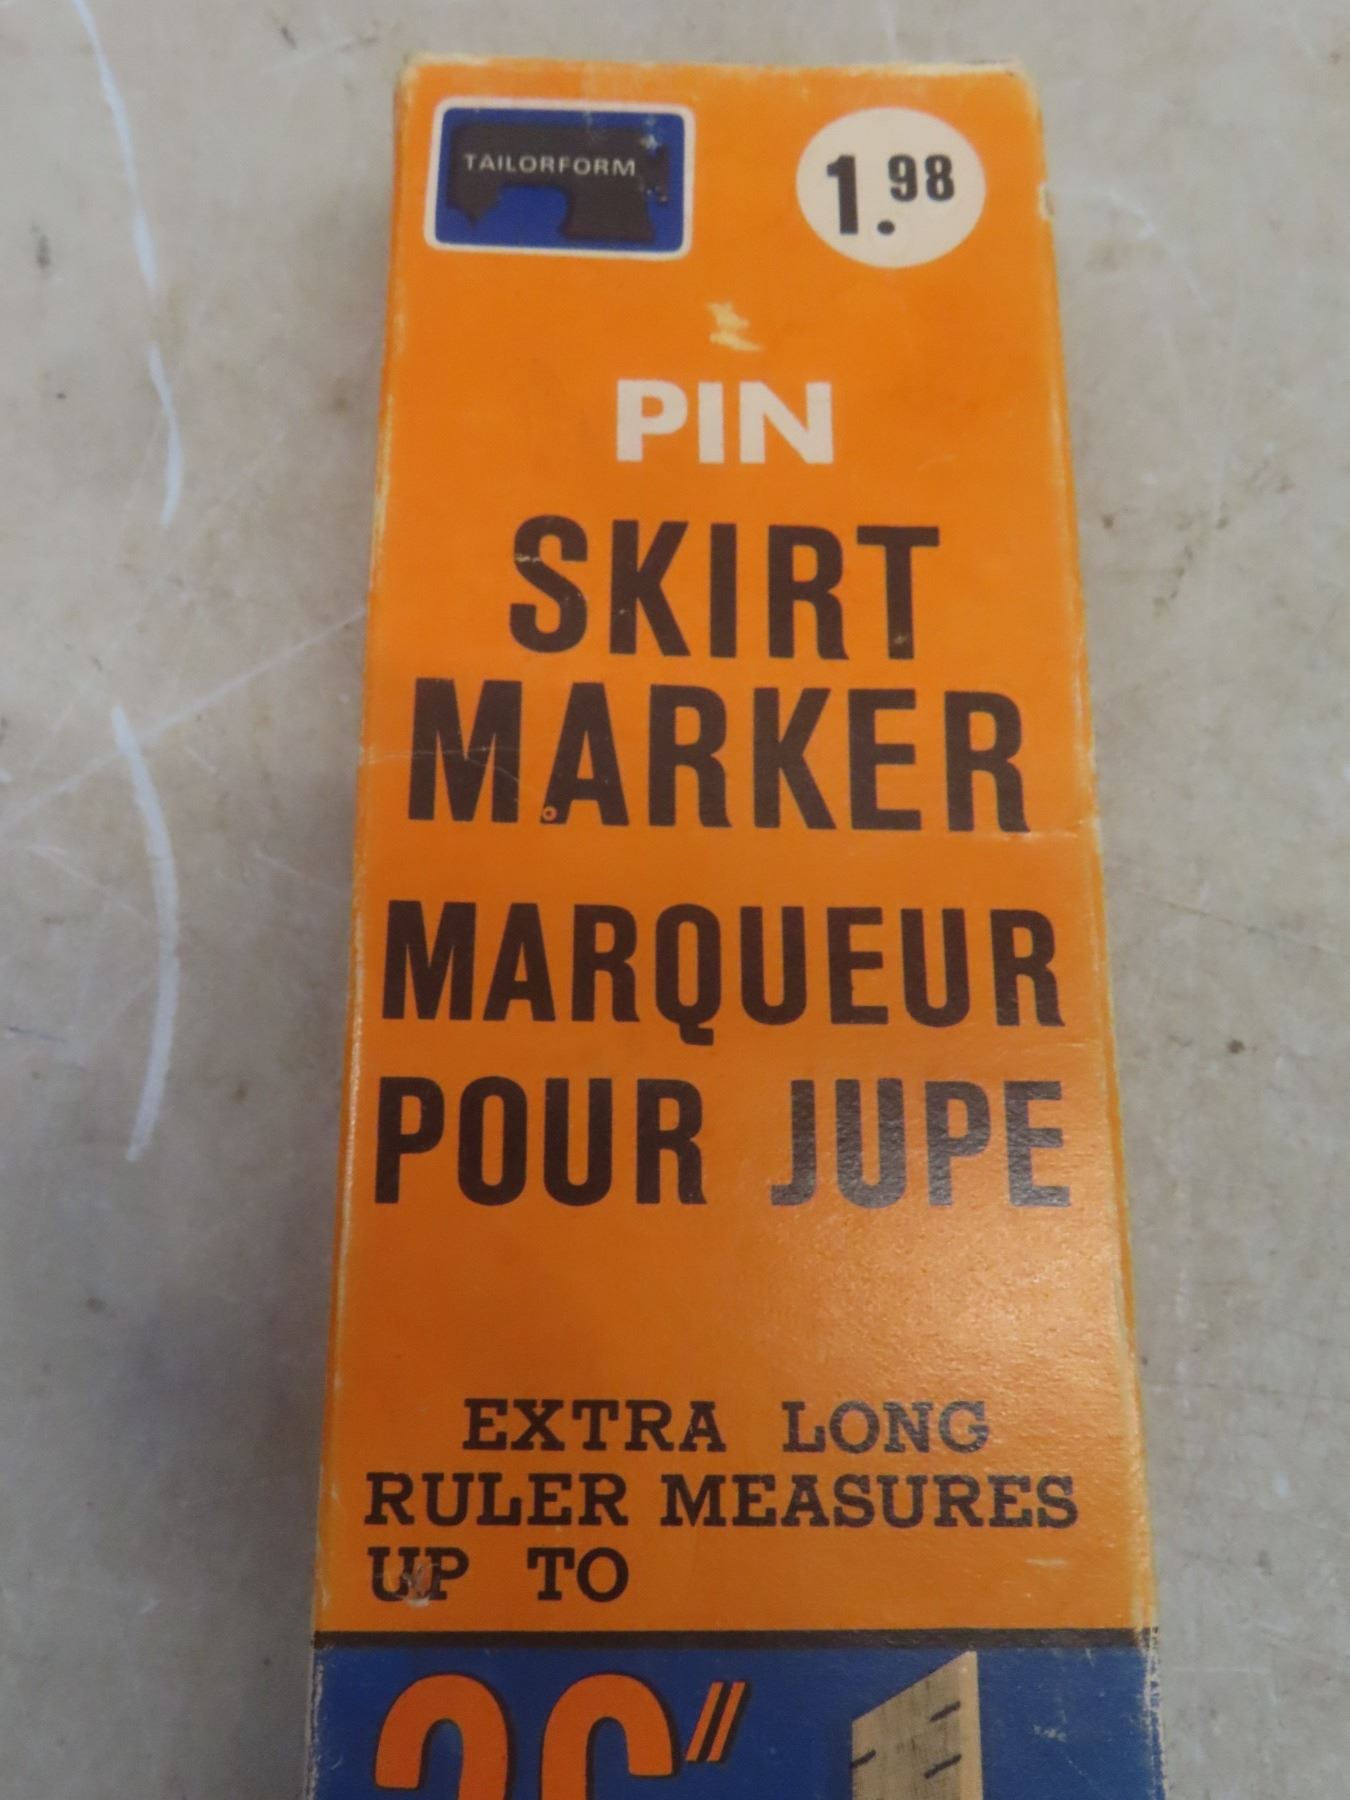 TAILORFORM
1.98
PIN
SKIRT
MARKER
MARQUEUR
POUR JUPE
EXTRA LONG
RULER MEASURES
UP TO